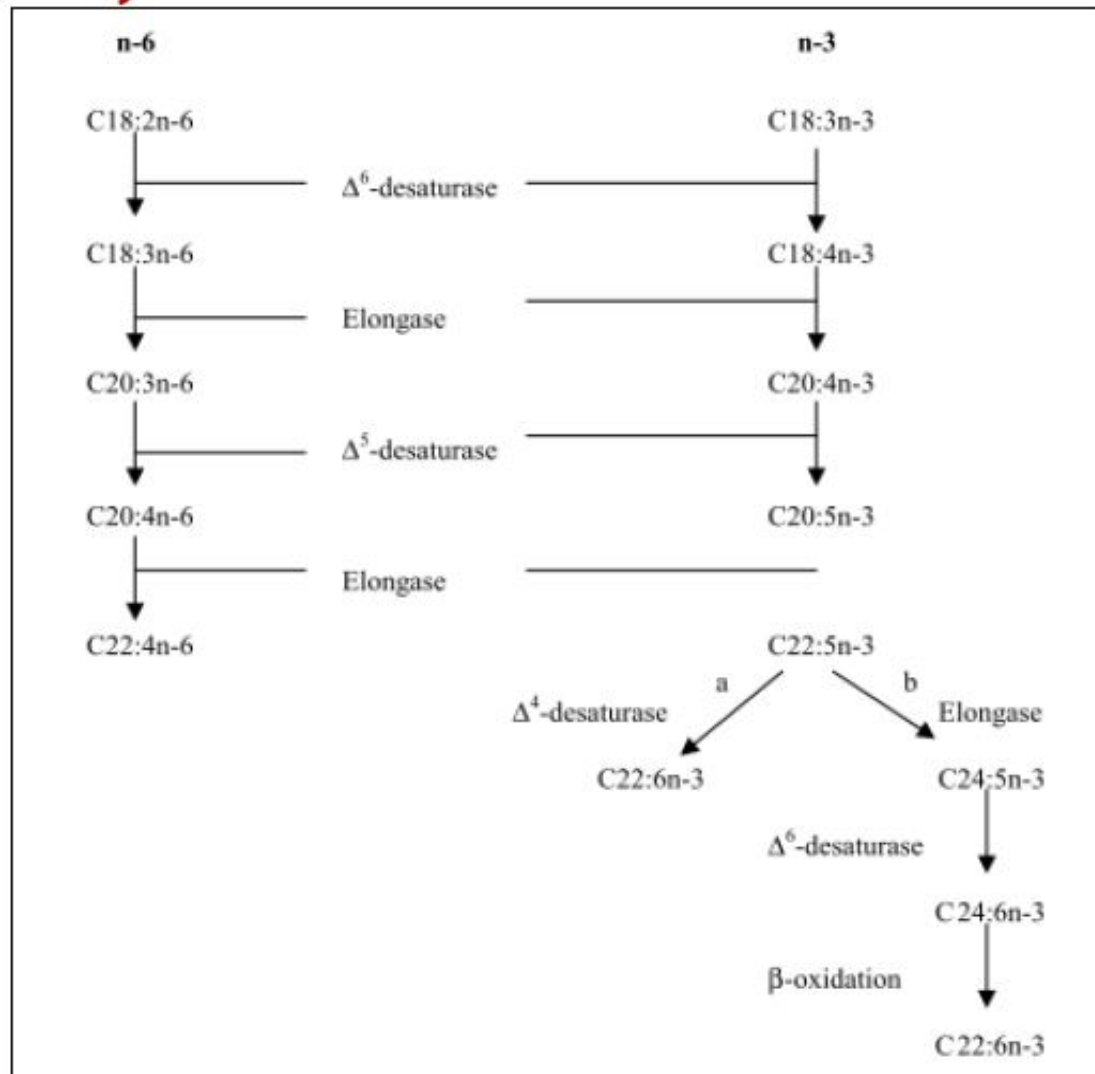 n-6 n-3
C18:2n-6 C18:3n-3
Δ⁶-desaturase
C18:3n-6 C18:4n-3
Elongase
C20:3n-6 C20:4n-3
Δ⁵-desaturase
C20:4n-6 C20:5n-3
Elongase
C22:4n-6 C22:5n-3
a b
Δ⁴-desaturase Elongase
C22:6n-3 C24:5n-3
Δ⁶-desaturase
C24:6n-3
β-oxidation
C22:6n-3